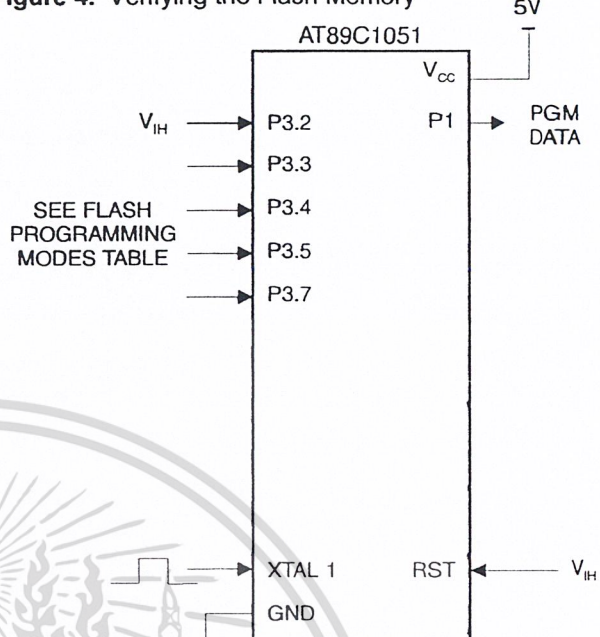 Figure 4. Verifying the Flash Memory
5V
AT89C1051
VCC
VIH
P3.2
P1
PGM
DATA
P3.3
SEE FLASH
PROGRAMMING
MODES TABLE
P3.4
P3.5
P3.7
XTAL 1
RST
VIH
GND